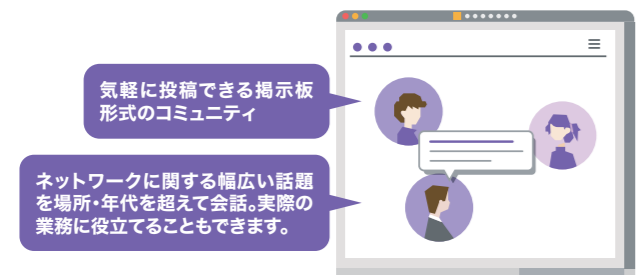 気軽に投稿できる掲示板
形式のコミュニティ
ネットワークに関する幅広い話題
を場所・年代を超えて会話。実際の
業務に役立てることもできます。